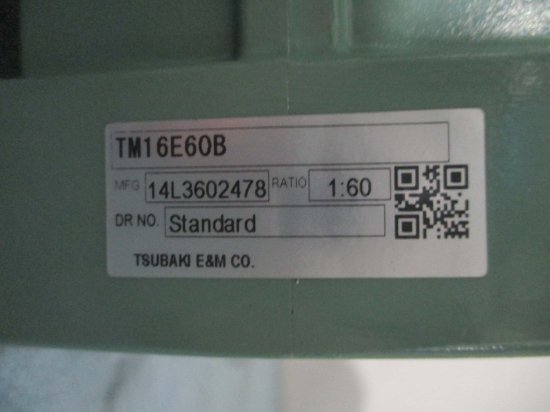 TM16E60B
MFG 14L3602478 RATIO 1:60
DR NO. Standard
TSUBAKI E&M CO.